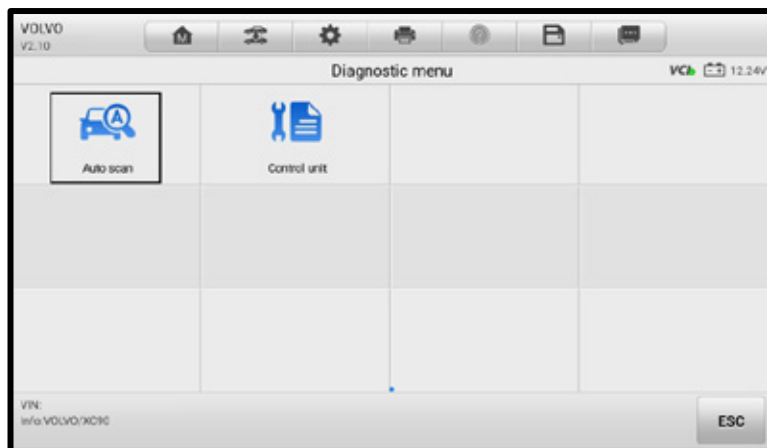 VOLVO
V2.10
M
A
Diagnostic menu
VCI 12.24V
Auto scan
Control unit
VIN:
Info:VOLVO/XC90
ESC